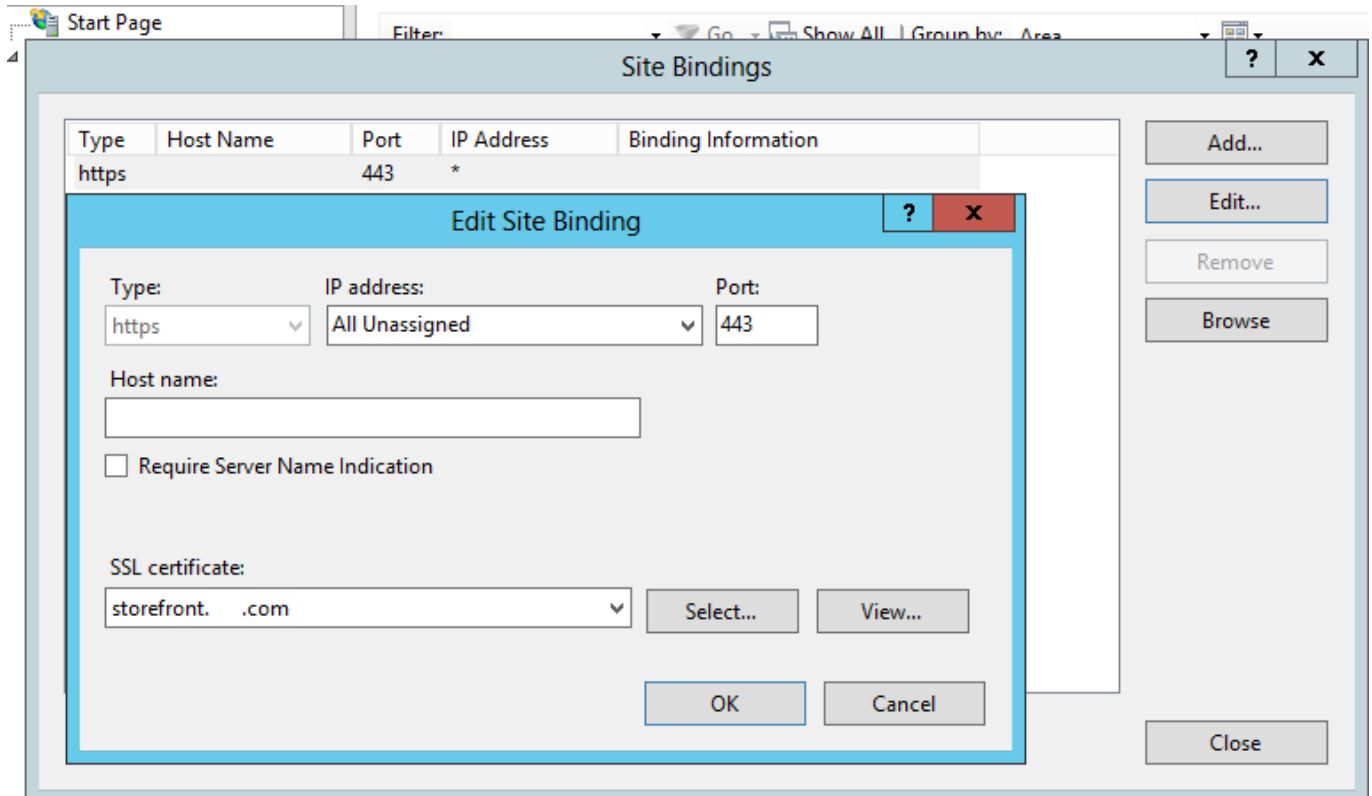 Start Page
Filter: Go Show All Group by: Area
Site Bindings ? x
Type Host Name Port IP Address Binding Information
https 443 *
Add...
Edit...
Remove
Browse
Edit Site Binding ? x
Type: IP address: Port:
https All Unassigned 443
Host name:
Require Server Name Indication
SSL certificate:
storefront. .com Select... View...
OK Cancel
Close